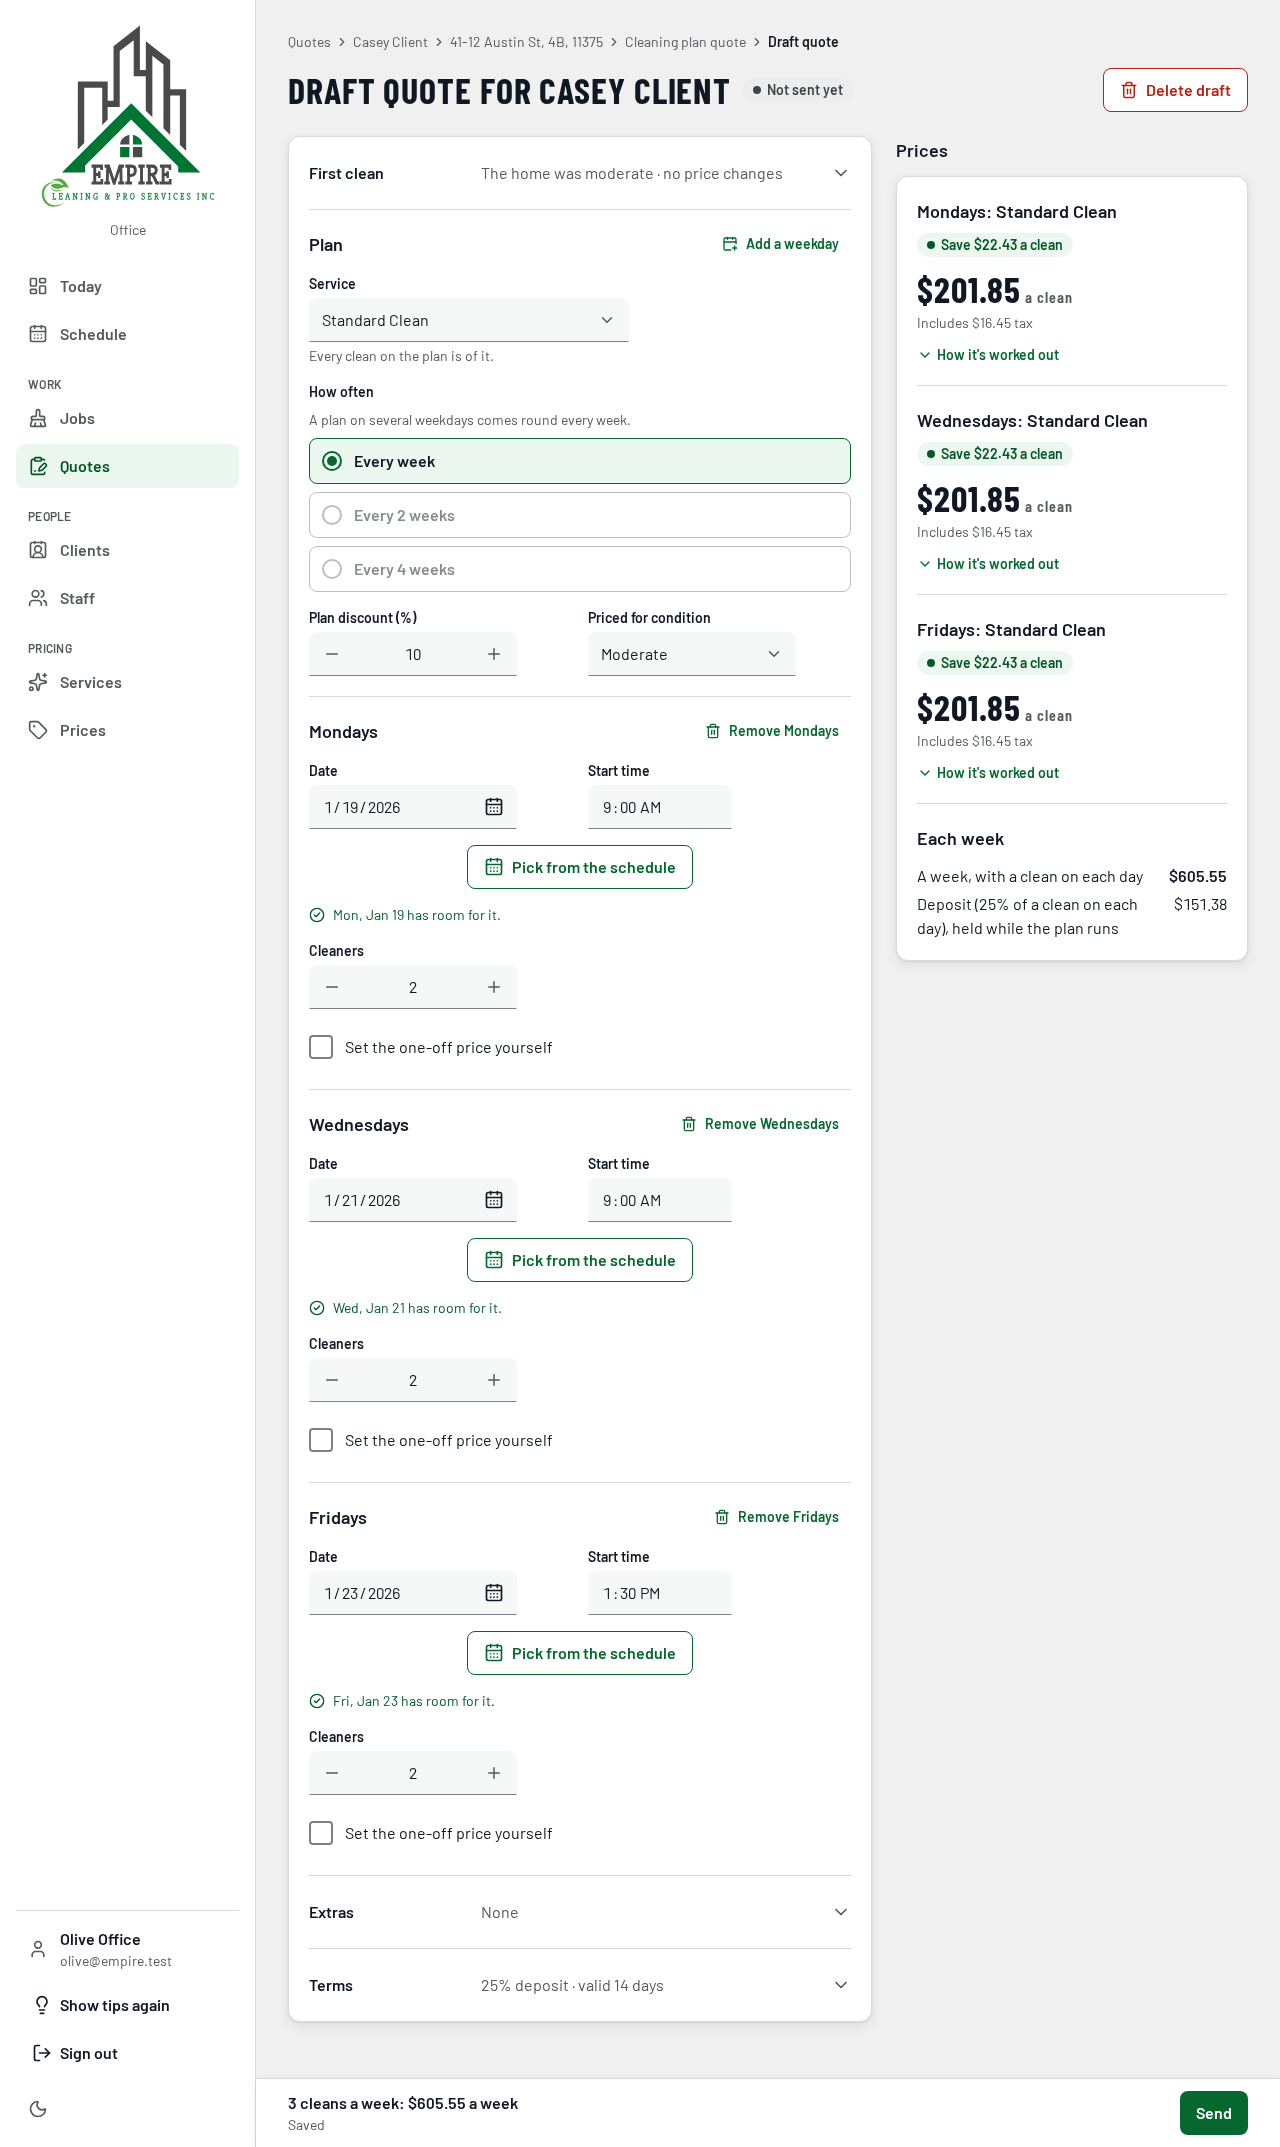 EMPIRE
LEANING & PRO SERVICES INC
Office
Today
Schedule
WORK
Jobs
Quotes
PEOPLE
Clients
Staff
PRICING
Services
Prices
Olive Office
olive@empire.test
Show tips again
Sign out
Quotes > Casey Client > 41-12 Austin St, 4B, 11375 > Cleaning plan quote > Draft quote
DRAFT QUOTE FOR CASEY CLIENT
Not sent yet
Delete draft
First clean
The home was moderate · no price changes
Plan
Add a weekday
Service
Standard Clean
Every clean on the plan is of it.
How often
A plan on several weekdays comes round every week.
Every week
Every 2 weeks
Every 4 weeks
Plan discount (%)
Priced for condition
10
Moderate
Mondays
Remove Mondays
Date
Start time
1/19/2026
9:00 AM
Pick from the schedule
Mon, Jan 19 has room for it.
Cleaners
2
Set the one-off price yourself
Wednesdays
Remove Wednesdays
Date
Start time
1/21/2026
9:00 AM
Pick from the schedule
Wed, Jan 21 has room for it.
Cleaners
2
Set the one-off price yourself
Fridays
Remove Fridays
Date
Start time
1/23/2026
1:30 PM
Pick from the schedule
Fri, Jan 23 has room for it.
Cleaners
2
Set the one-off price yourself
Extras
None
Terms
25% deposit · valid 14 days
Prices
Mondays: Standard Clean
Save $22.43 a clean
$201.85 a clean
Includes $16.45 tax
How it's worked out
Wednesdays: Standard Clean
Save $22.43 a clean
$201.85 a clean
Includes $16.45 tax
How it's worked out
Fridays: Standard Clean
Save $22.43 a clean
$201.85 a clean
Includes $16.45 tax
How it's worked out
Each week
A week, with a clean on each day $605.55
Deposit (25% of a clean on each $151.38
day), held while the plan runs
3 cleans a week: $605.55 a week
Saved
Send